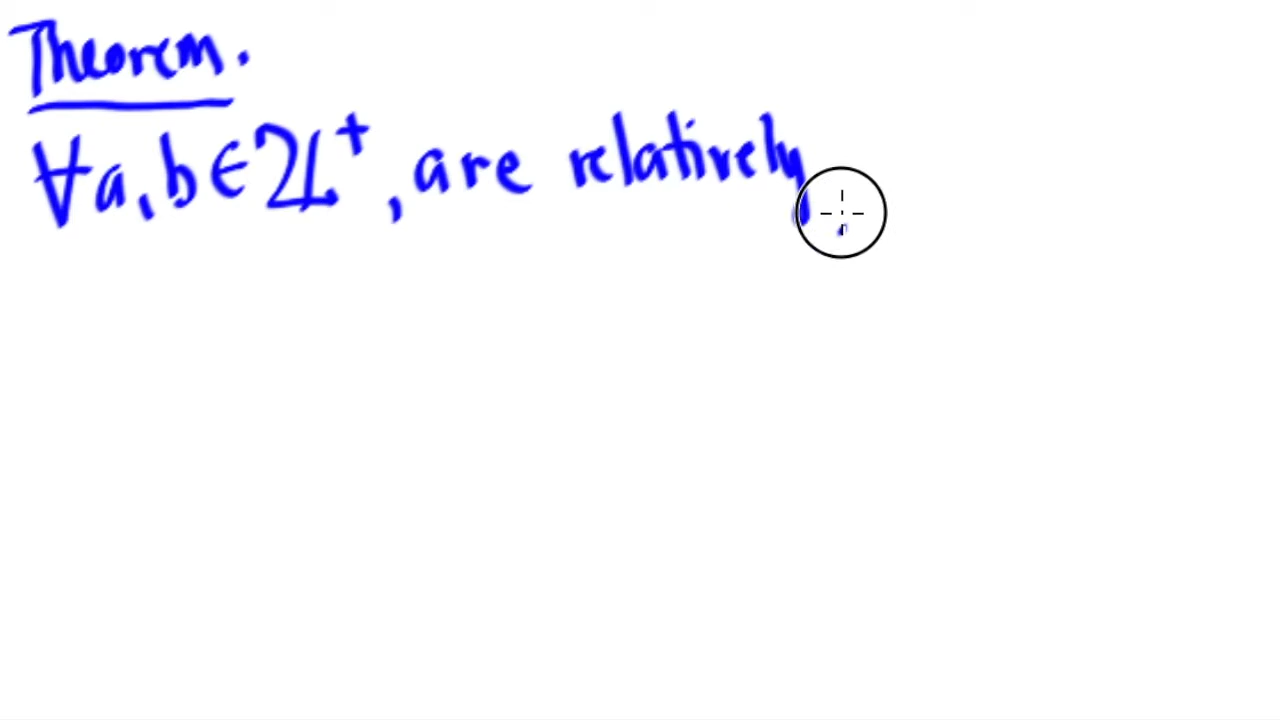 Theorem.
∀a, b ∈ ℤ⁺, are relatively